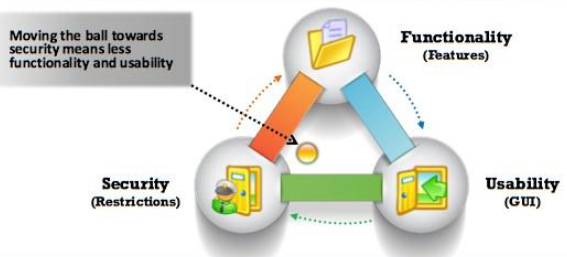 Moving the ball towards
security means less
functionality and usability
Functionality
(Features)
Security
(Restrictions)
Usability
(GUI)